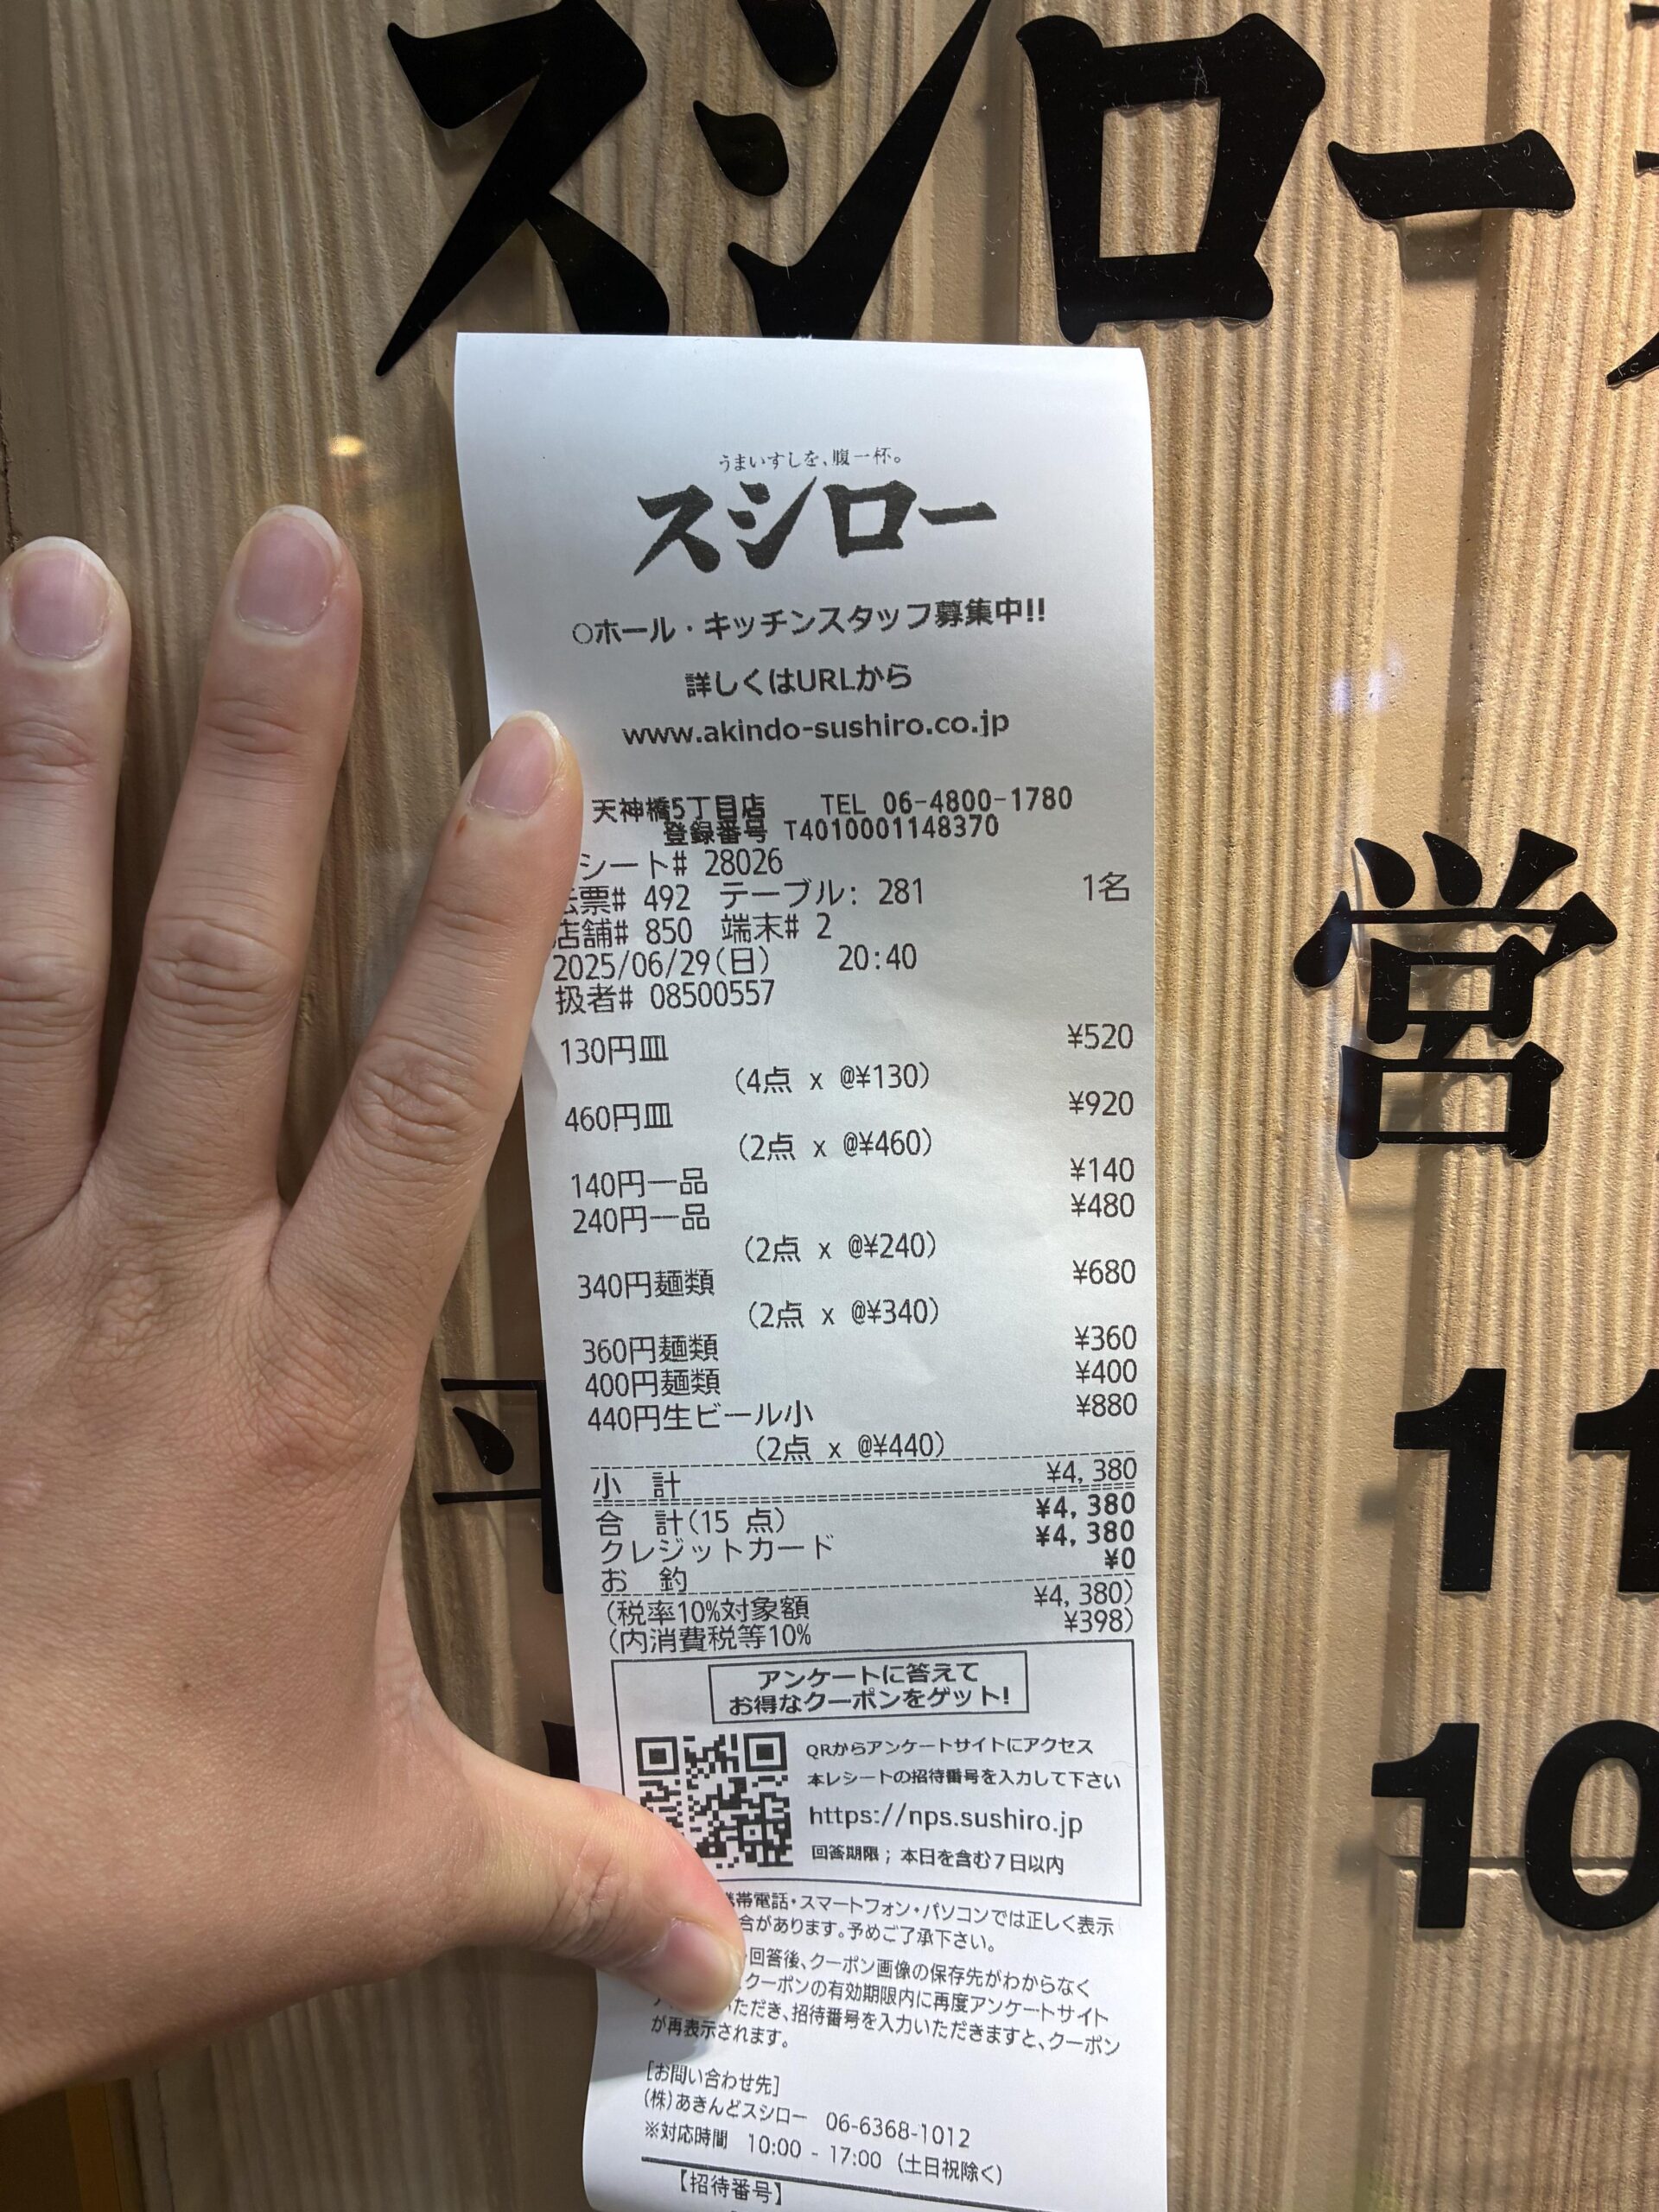 スシロー
うまいすしを、腹一杯。
スシロー
○ホール・キッチンスタッフ募集中!!
詳しくはURLから
www.akindo-sushiro.co.jp
天神橋5丁目店 TEL 06-4800-1780
登録番号 T4010001148370
シート# 28026
票# 492 テーブル: 281 1名
店舗# 850 端末# 2
2025/06/29(日) 20:40
扱者# 08500557
130円皿 ¥520
(4点 x @¥130)
460円皿 ¥920
(2点 x @¥460)
140円一品 ¥140
240円一品 ¥480
(2点 x @¥240)
340円麺類 ¥680
(2点 x @¥340)
360円麺類 ¥360
400円麺類 ¥400
440円生ビール小 ¥880
(2点 x @¥440)
小 計 ¥4,380
合 計(15 点) ¥4,380
クレジットカード ¥4,380
お 釣 ¥0
(税率10%対象額 ¥4,380)
(内消費税等10% ¥398)
アンケートに答えて
お得なクーポンをゲット!
QRからアンケートサイトにアクセス
本レシートの招待番号を入力して下さい
https://nps.sushiro.jp
回答期限；本日を含む7日以内
帯電話・スマートフォン・パソコンでは正しく表示
合があります。予めご了承下さい。
回答後、クーポン画像の保存先がわからなく
クーポンの有効期限内に再度アンケートサイト
いただき、招待番号を入力いただきますと、クーポン
が再表示されます。
[お問い合わせ先]
(株)あきんどスシロー 06-6368-1012
※対応時間 10:00 - 17:00 (土日祝除く)
【招待番号】
営
11
10